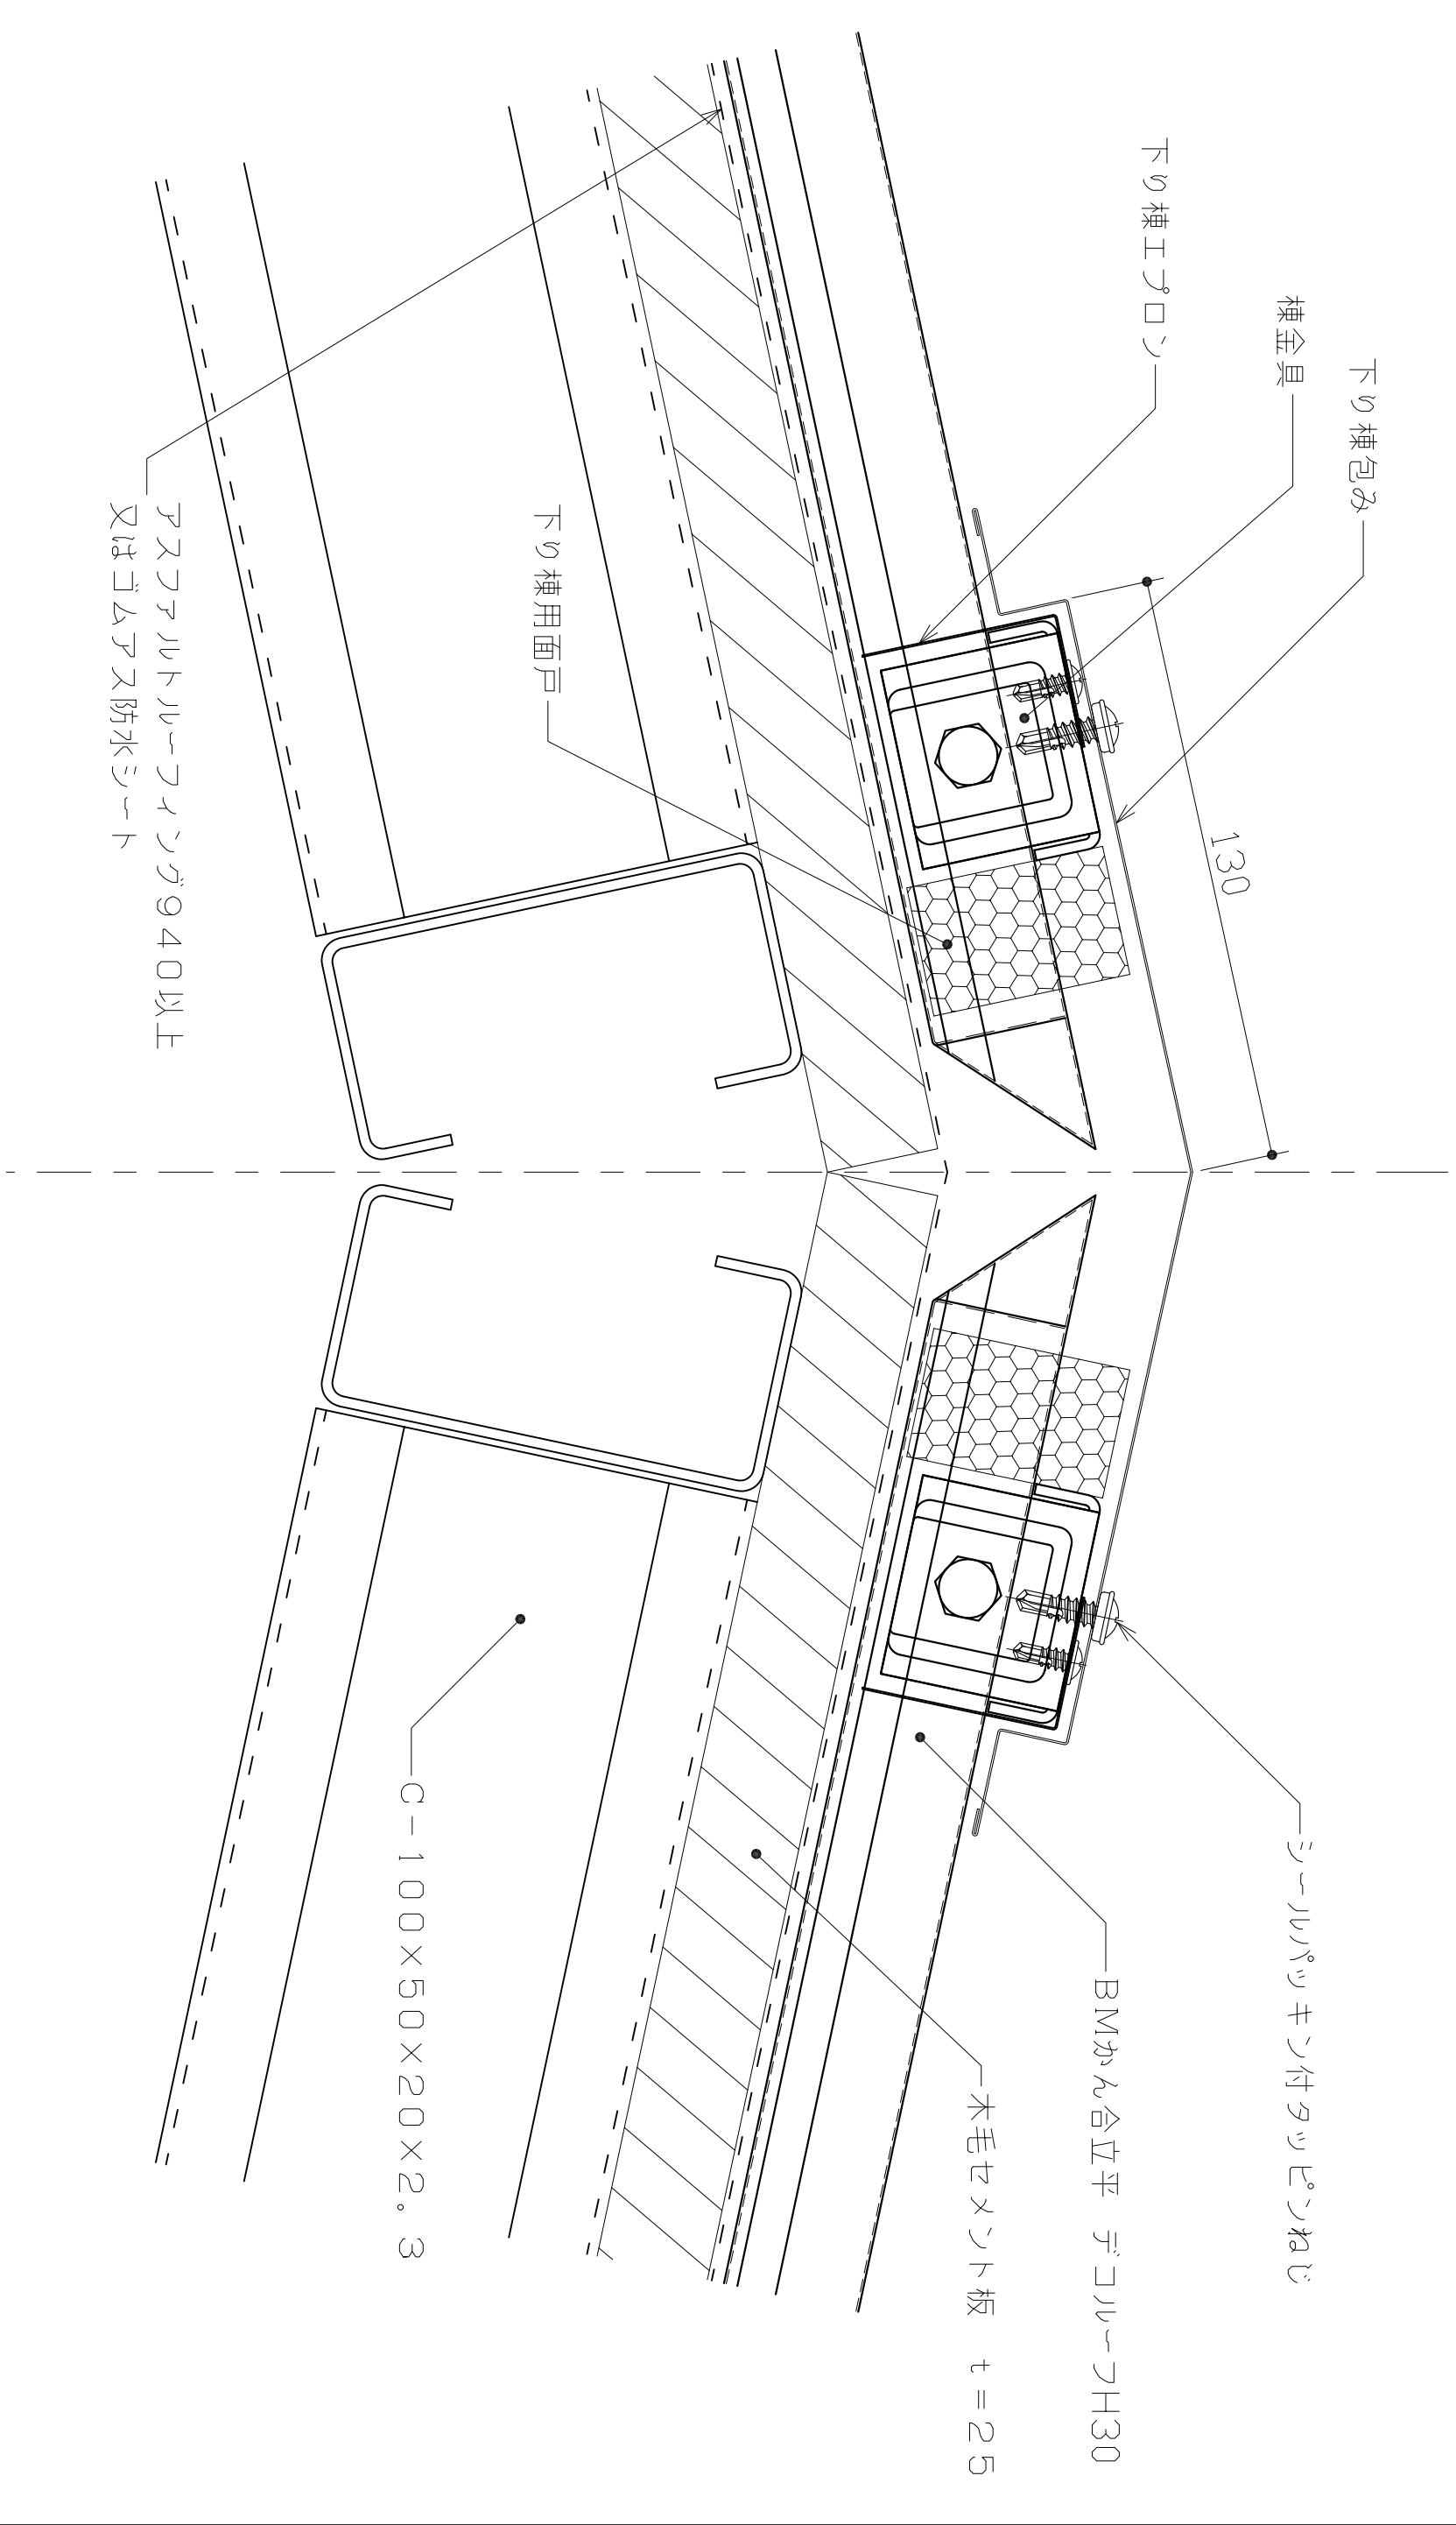 下り棟包み
棟金具
下り棟エプロン
130
シールパッキン付タッピンねじ
BMかん合立平 デコルーフH30
木毛セメント板 t=25
下り棟用面戸
C-100×50×20×2.3
アスファルトルーフィング940以上
又はゴムアス防水シート